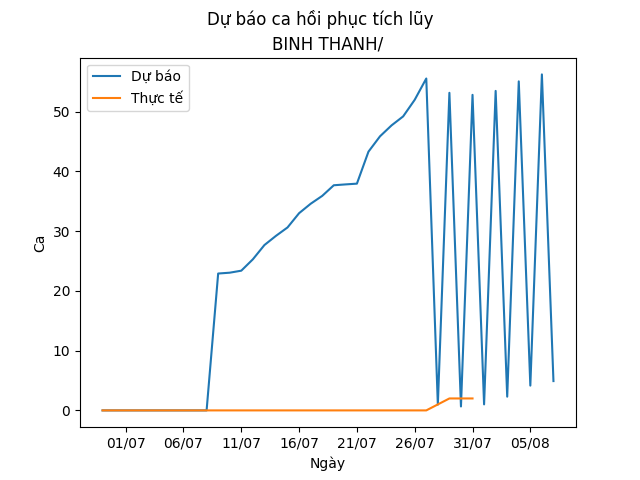 Dự báo ca hồi phục tích lũy
BINH THANH/
Dự báo
Thực tế
50
40
30
20
10
0
Ca
01/07 06/07 11/07 16/07 21/07 26/07 31/07 05/08
Ngày